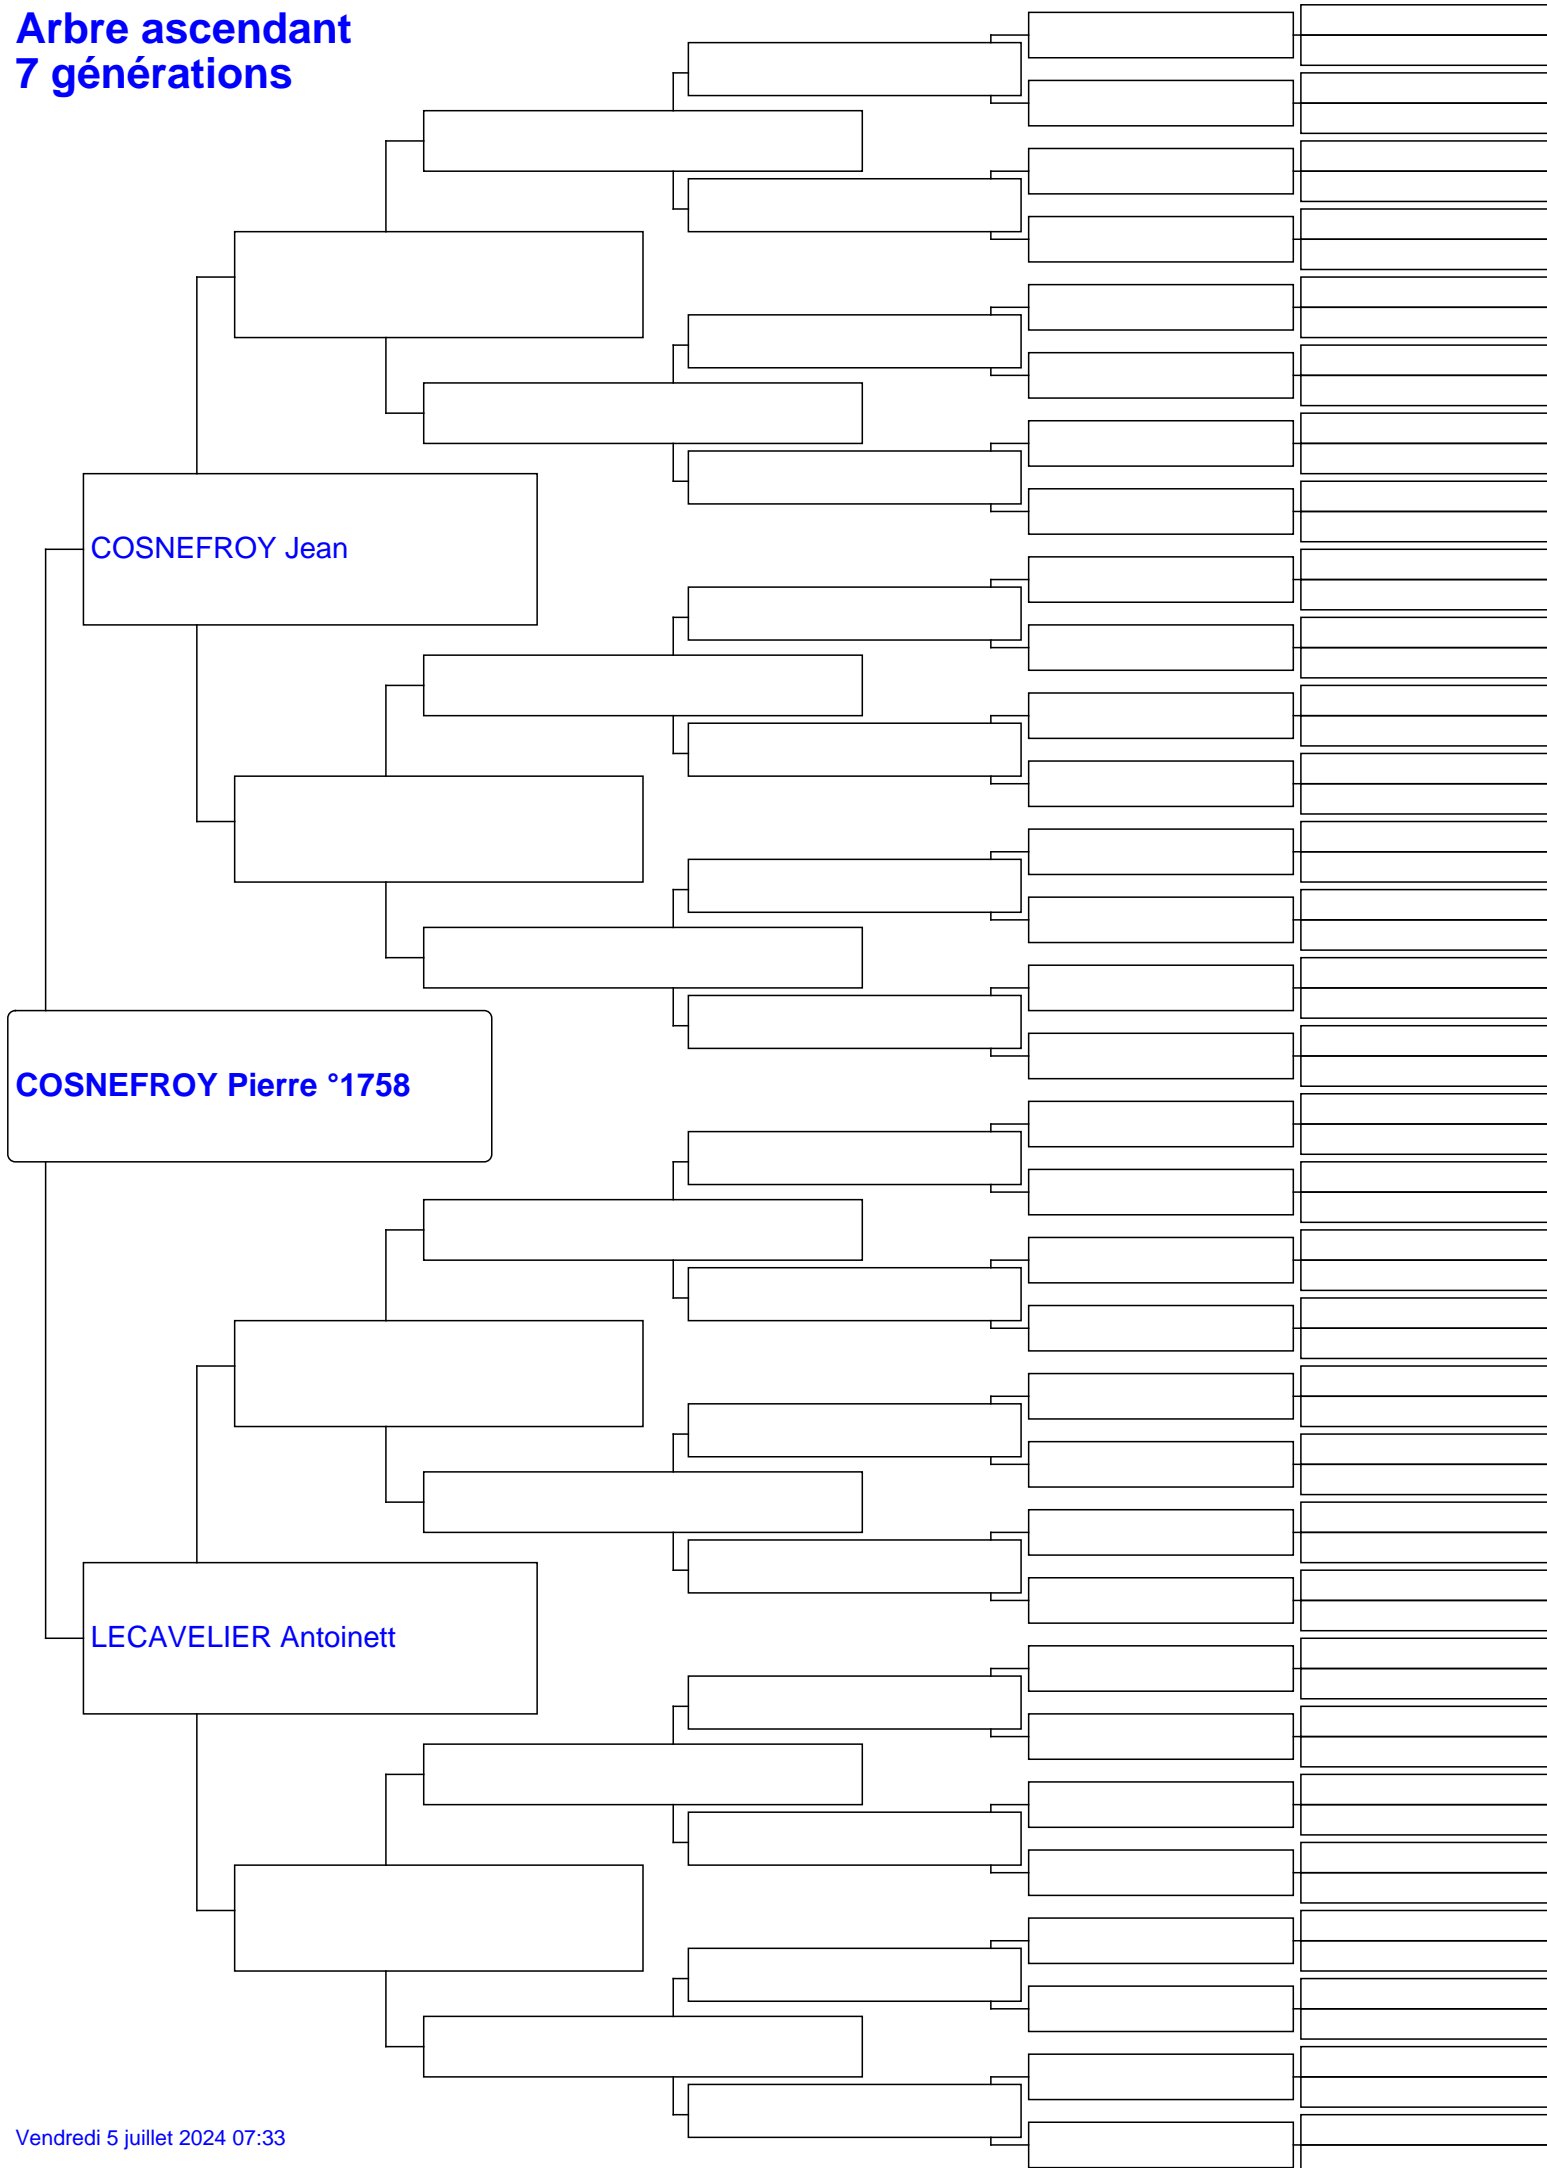 Arbre ascendant
7 générations
COSNEFROY Jean
COSNEFROY Pierre °1758
LECAVELIER Antoinett
Vendredi 5 juillet 2024 07:33